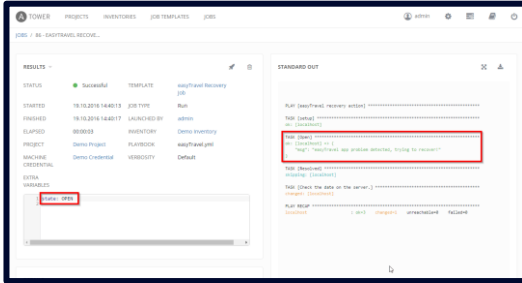 A TOWER PROJECTS INVENTORIES JOB TEMPLATES JOBS admin
JOBS / 86 - EASYTRAVEL RECOVE...
RESULTS
STANDARD OUT
STATUS Successful TEMPLATE easyTravel Recovery Job
STARTED 19.10.2016 14:40:13 JOB TYPE Run
FINISHED 19.10.2016 14:40:17 LAUNCHED BY admin
ELAPSED 00:00:03 INVENTORY Demo Inventory
PROJECT Demo Project PLAYBOOK easyTravel.yml
MACHINE CREDENTIAL Demo Credential VERBOSITY Default
EXTRA VARIABLES
1 state: OPEN
PLAY [easyTravel recovery action]
TASK [setup]
ok: [localhost]
TASK [Open]
ok: [localhost] => {
"msg": "easyTravel app problem detected, trying to recover!"
}
TASK [Resolved]
skipping: [localhost]
TASK [Check the date on the server.]
changed: [localhost]
PLAY RECAP
localhost : ok=3 changed=1 unreachable=0 failed=0